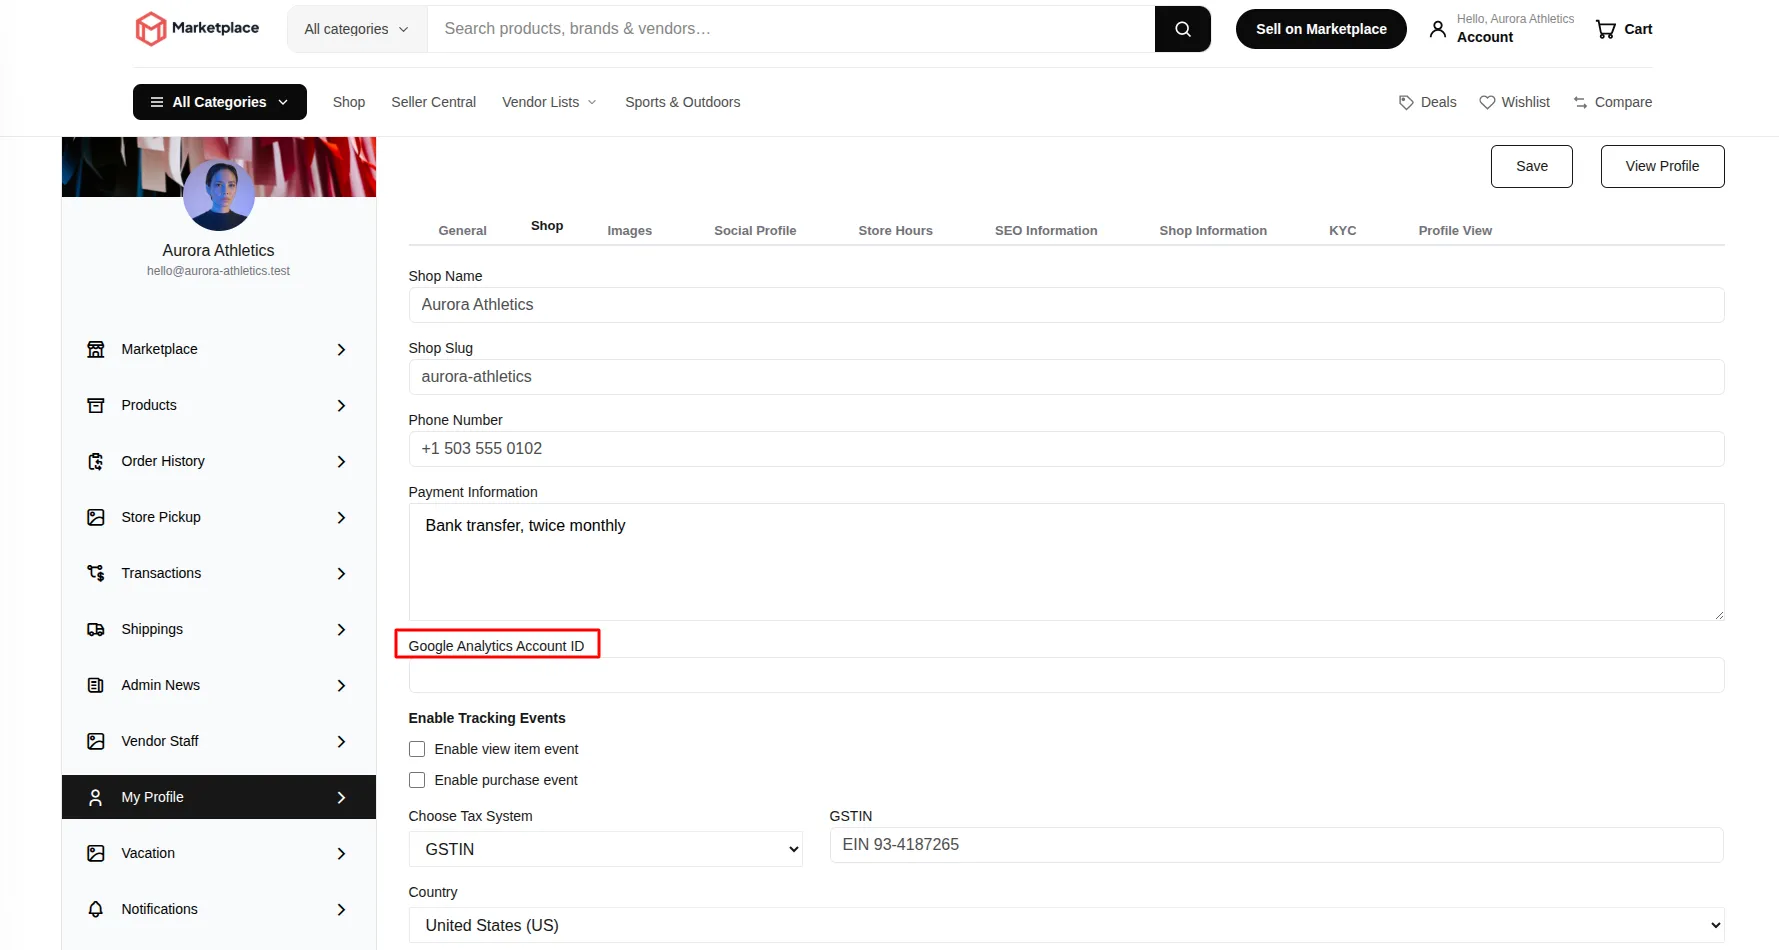 Marketplace
All categories
Search products, brands & vendors…
Sell on Marketplace
Hello, Aurora Athletics
Account
Cart
All Categories
Shop
Seller Central
Vendor Lists
Sports & Outdoors
Deals
Wishlist
Compare
Aurora Athletics
hello@aurora-athletics.test
Marketplace
Products
Order History
Store Pickup
Transactions
Shippings
Admin News
Vendor Staff
My Profile
Vacation
Notifications
Save
View Profile
General
Shop
Images
Social Profile
Store Hours
SEO Information
Shop Information
KYC
Profile View
Shop Name
Aurora Athletics
Shop Slug
aurora-athletics
Phone Number
+1 503 555 0102
Payment Information
Bank transfer, twice monthly
Google Analytics Account ID
Enable Tracking Events
Enable view item event
Enable purchase event
Choose Tax System
GSTIN
GSTIN
EIN 93-4187265
Country
United States (US)